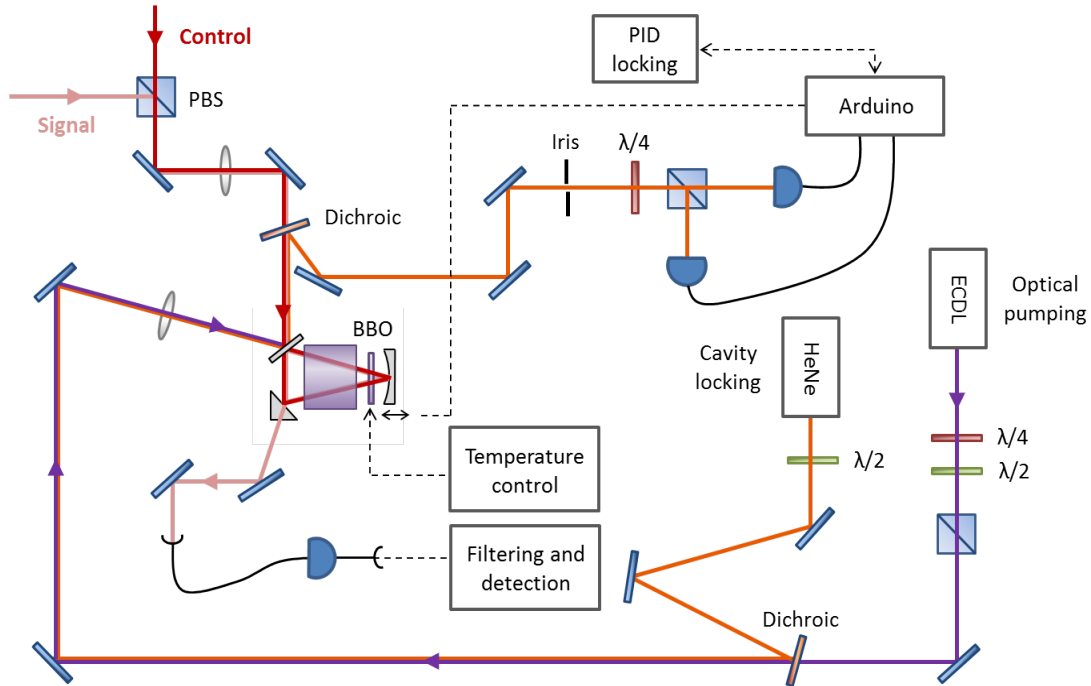 Control
PBS
Signal
PID
locking
Arduino
Iris
λ/4
Dichroic
ECDL
Optical
pumping
BBO
Cavity
locking
HeNe
λ/4
λ/2
λ/2
Temperature
control
Filtering and
detection
Dichroic